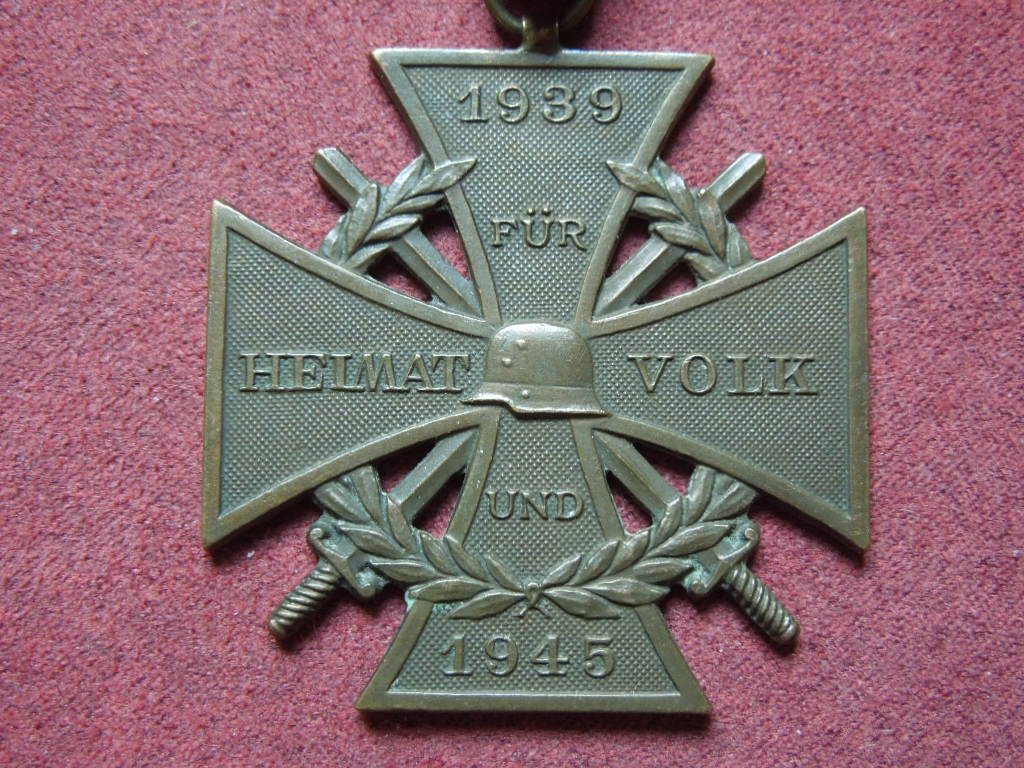 1939
FÜR
HEIMAT VOLK
UND
1945